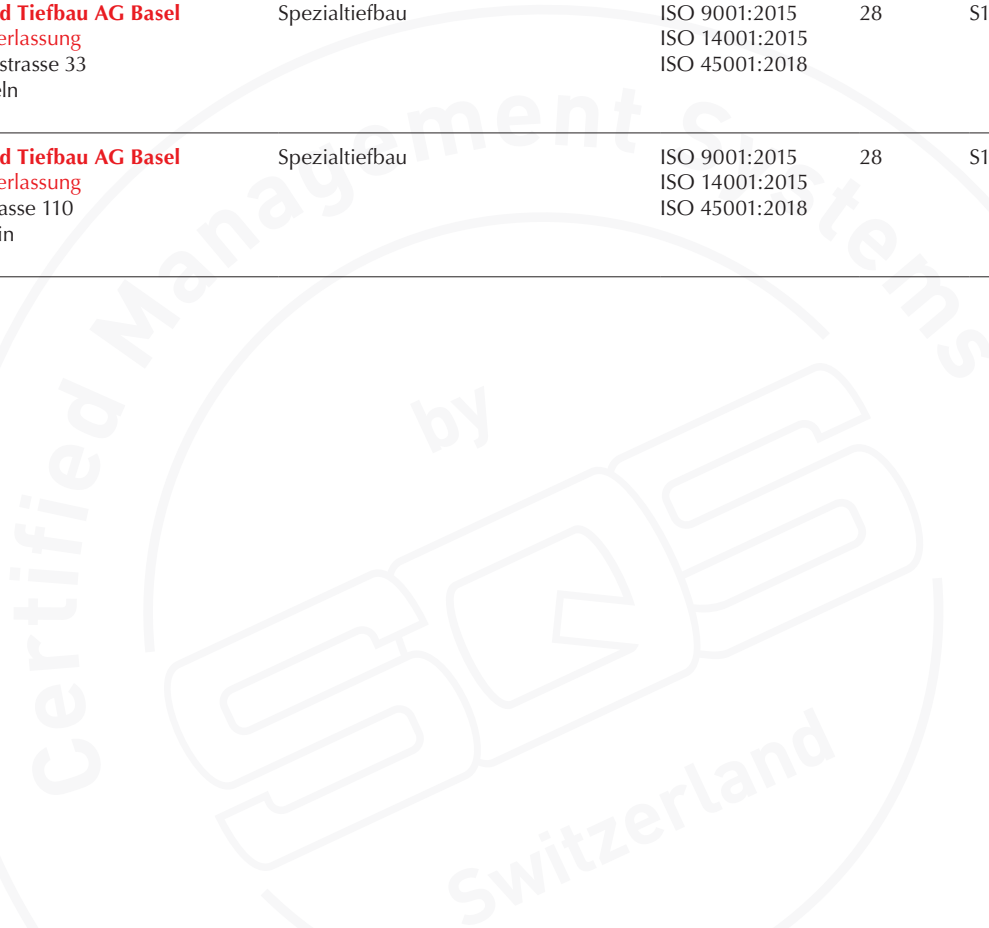 d Tiefbau AG Basel Spezialtiefbau ISO 9001:2015 28 S1
erlassung ISO 14001:2015
strasse 33 ISO 45001:2018
eln
d Tiefbau AG Basel Spezialtiefbau ISO 9001:2015 28 S1
erlassung ISO 14001:2015
asse 110 ISO 45001:2018
in
Certified Management Systems
by
SQS
Switzerland